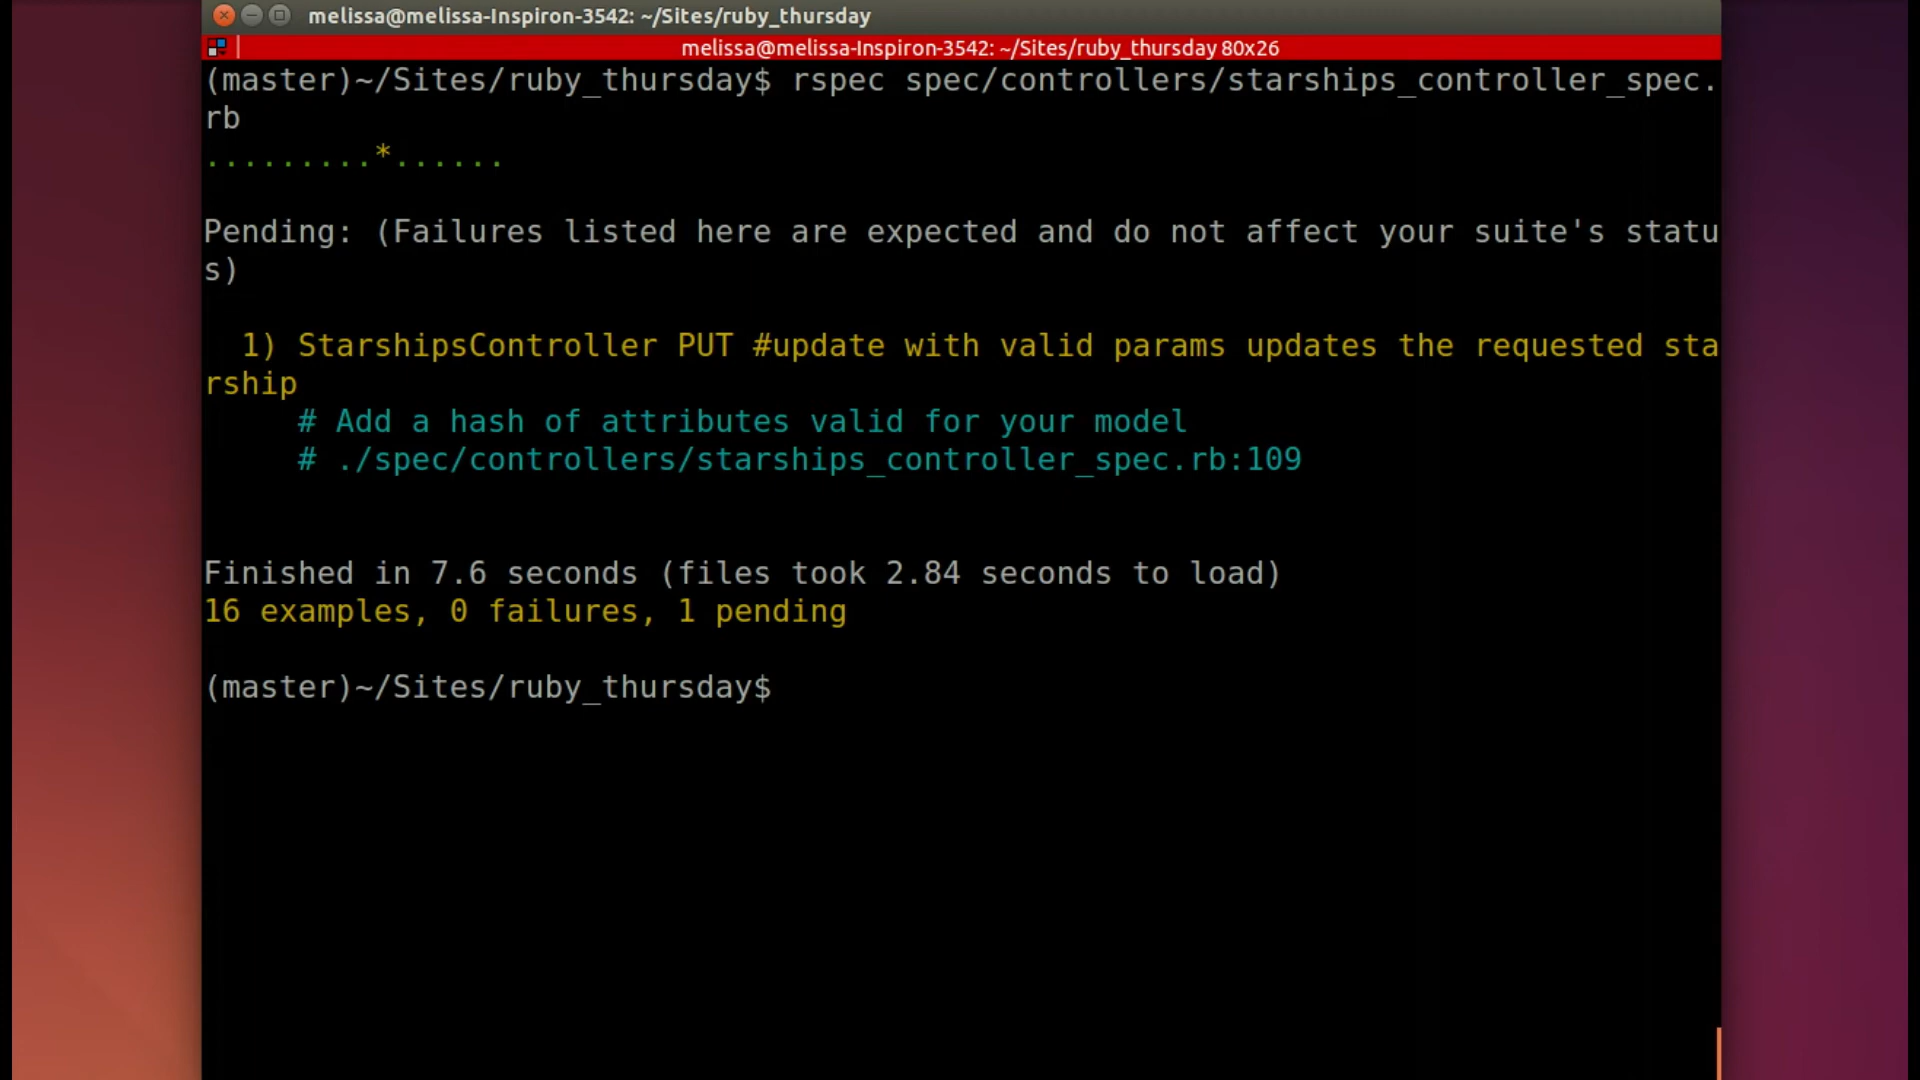 melissa@melissa-Inspiron-3542: ~/Sites/ruby_thursday
melissa@melissa-Inspiron-3542: ~/Sites/ruby_thursday 80x26
(master)~/Sites/ruby_thursday$ rspec spec/controllers/starships_controller_spec.
rb
.........*......
Pending: (Failures listed here are expected and do not affect your suite's statu
s)
1) StarshipsController PUT #update with valid params updates the requested sta
rship
# Add a hash of attributes valid for your model
# ./spec/controllers/starships_controller_spec.rb:109
Finished in 7.6 seconds (files took 2.84 seconds to load)
16 examples, 0 failures, 1 pending
(master)~/Sites/ruby_thursday$